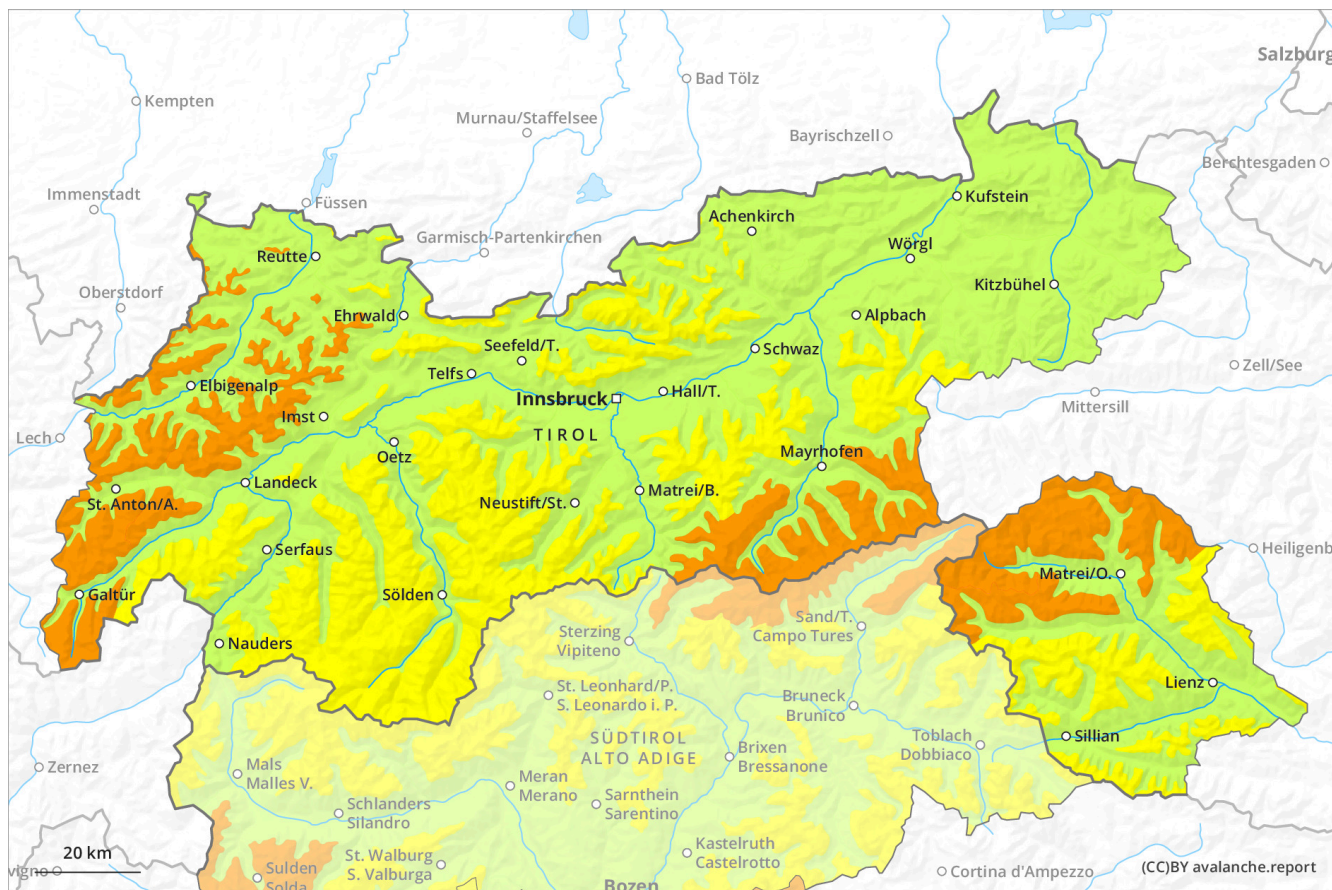 Salzburg
Bad Tölz
Kempten
Murnau/Staffelsee
Bayrischzell
Berchtesgaden
Immenstadt
Füssen
Kufstein
Achenkirch
Garmisch-Partenkirchen
Wörgl
Reutte
Kitzbühel
Oberstdorf
Ehrwald
Alpbach
Seefeld/T.
Schwaz
Telfs
Zell/See
Elbigenalp
Innsbruck
Hall/T.
Mittersill
Imst
Lech
TIROL
Oetz
Mayrhofen
Landeck
Matrei/B.
St. Anton/A.
Neustift/St.
Serfaus
Heiligenb
Matrei/O.
Galtür
Sölden
Sand/T.
Campo Tures
Sterzing
Vipiteno
Nauders
Lienz
St. Leonhard/P.
S. Leonardo i. P.
Bruneck
Brunico
SÜDTIROL
ALTO ADIGE
Toblach
Dobbiaco
Sillian
Brixen
Bressanone
Zernez
Mals
Malles V.
Meran
Merano
Sarnthein
Sarentino
Schlanders
Silandro
20 km
St. Walburg
S. Valburga
Kastelruth
Castelrotto
vigno
Sulden
Solda
Bozen
Cortina d'Ampezzo
(CC)BY avalanche.report